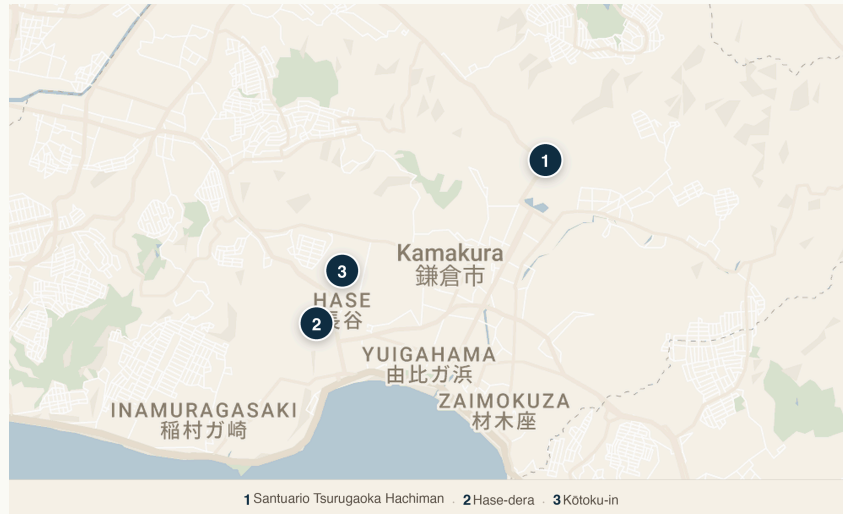 1
Kamakura
鎌倉市
3
HASE
長谷
2
YUIGAHAMA
由比ガ浜
ZAIMOKUZA
材木座
INAMURAGASAKI
稲村ガ崎
1 Santuario Tsurugaoka Hachiman . 2 Hase-dera . 3 Kōtoku-in